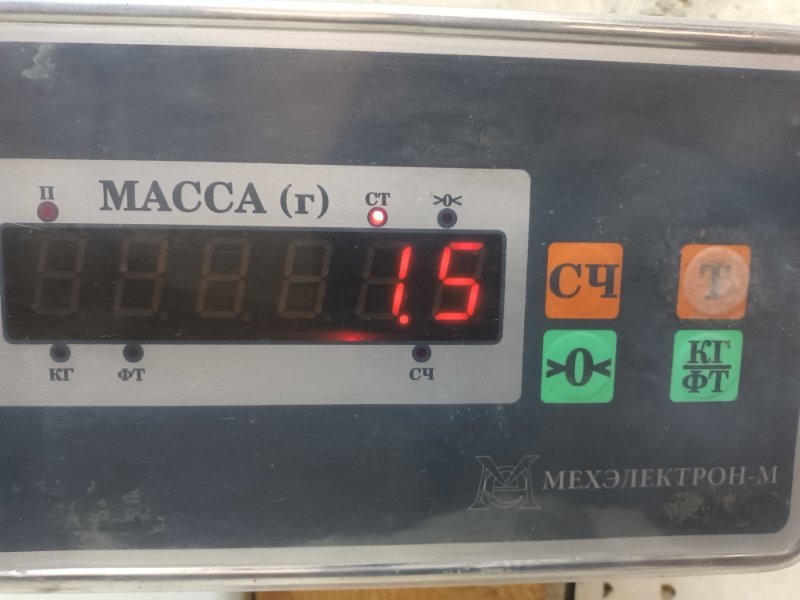 П
МАССА (г)
СТ
>0<
1.5
КГ
ФТ
СЧ
СЧ
Т
>0<
КГ
ФТ
МЕХЭЛЕКТРОН-М